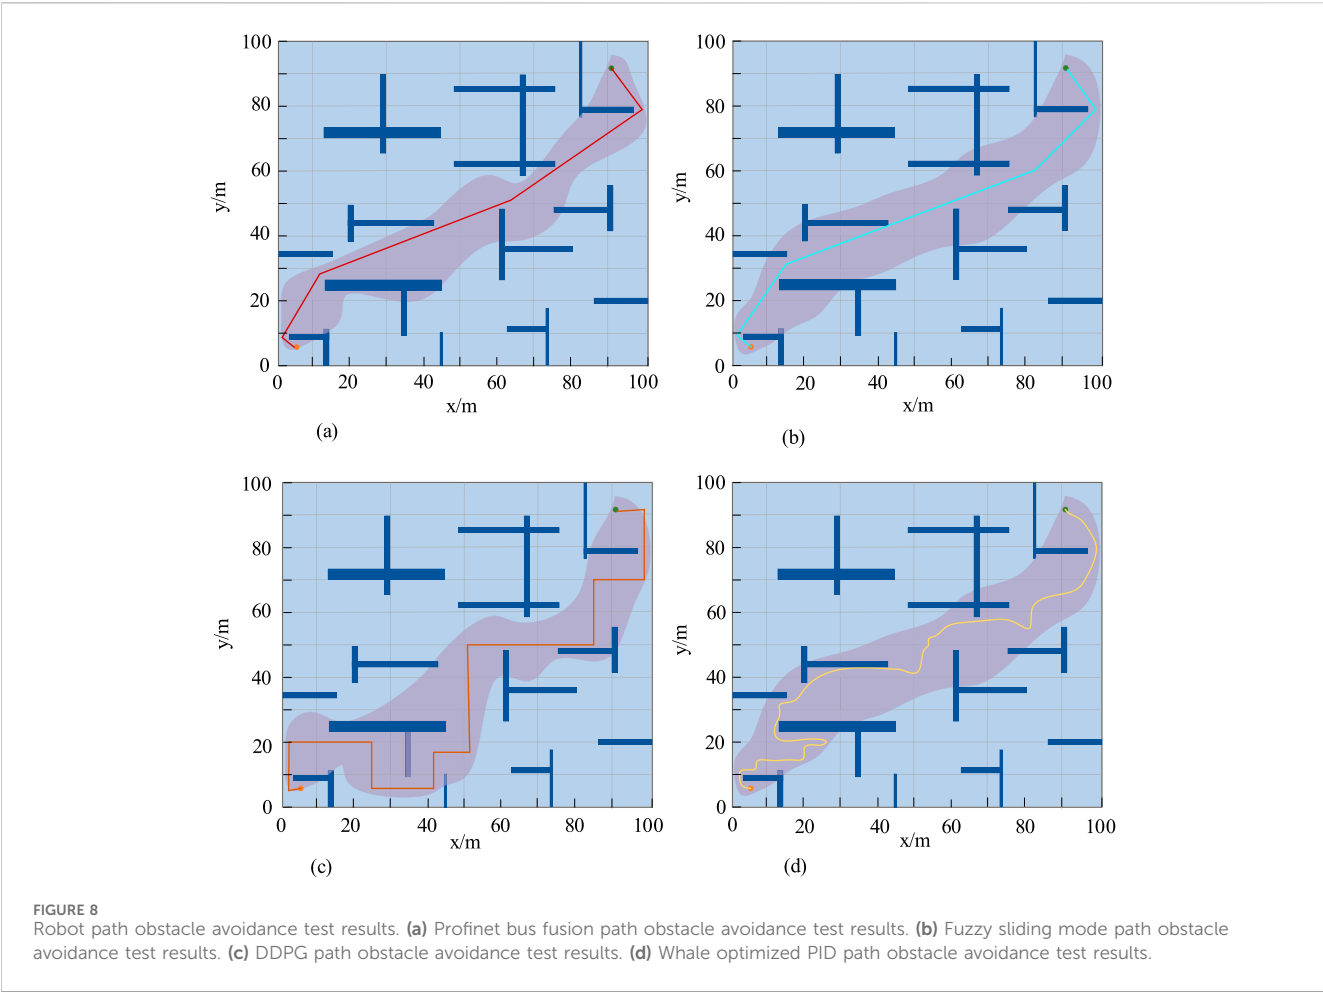 100
80
60
40
20
0
y/m
0 20 40 60 80 100
x/m
(a)
100
80
60
40
20
0
y/m
0 20 40 60 80 100
x/m
(b)
100
80
60
40
20
0
y/m
0 20 40 60 80 100
x/m
(c)
100
80
60
40
20
0
y/m
0 20 40 60 80 100
x/m
(d)
FIGURE 8
Robot path obstacle avoidance test results. (a) Profinet bus fusion path obstacle avoidance test results. (b) Fuzzy sliding mode path obstacle
avoidance test results. (c) DDPG path obstacle avoidance test results. (d) Whale optimized PID path obstacle avoidance test results.